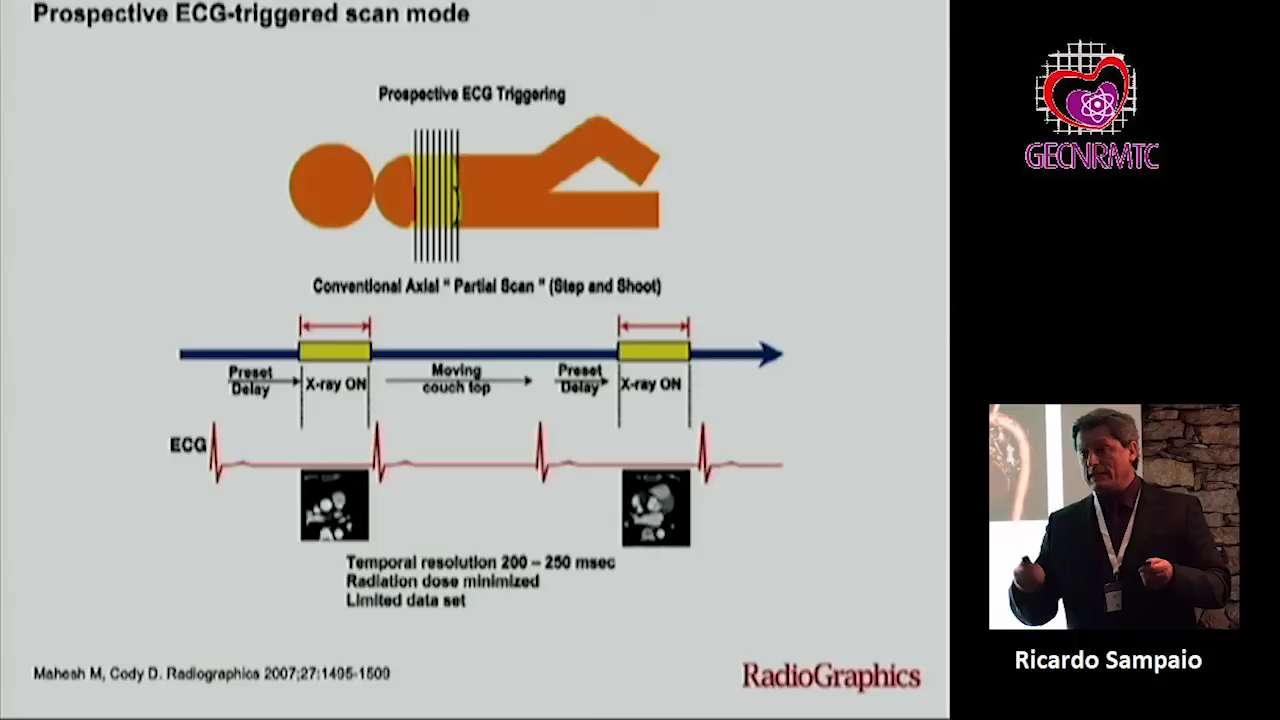 Prospective ECG-triggered scan mode
Prospective ECG Triggering
Conventional Axial " Partial Scan " (Step and Shoot)
Preset
Delay
X-ray ON
Moving
couch top
Preset
Delay
X-ray ON
ECG
Temporal resolution 200 – 250 msec
Radiation dose minimized
Limited data set
Mahesh M, Cody D. Radiographics 2007;27:1495-1509
RadioGraphics
GECNRMTC
Ricardo Sampaio